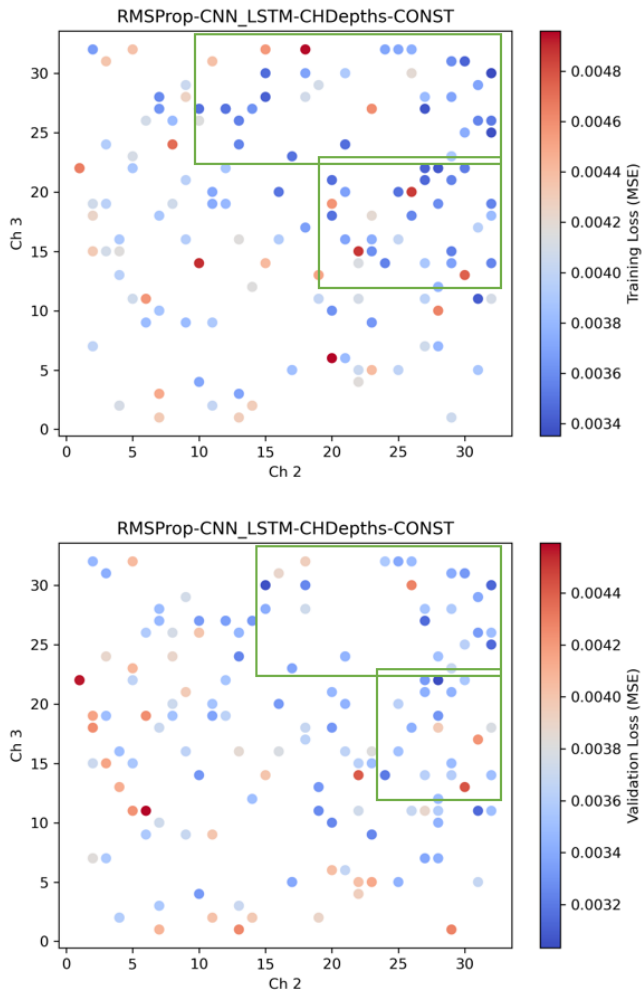 RMSProp-CNN_LSTM-CHDepths-CONST
30
25
20
15
10
5
0
Ch 3
0 5 10 15 20 25 30
Ch 2
0.0048
0.0046
0.0044
0.0042
0.0040
0.0038
0.0036
0.0034
Training Loss (MSE)
RMSProp-CNN_LSTM-CHDepths-CONST
30
25
20
15
10
5
0
Ch 3
0 5 10 15 20 25 30
Ch 2
0.0044
0.0042
0.0040
0.0038
0.0036
0.0034
0.0032
Validation Loss (MSE)